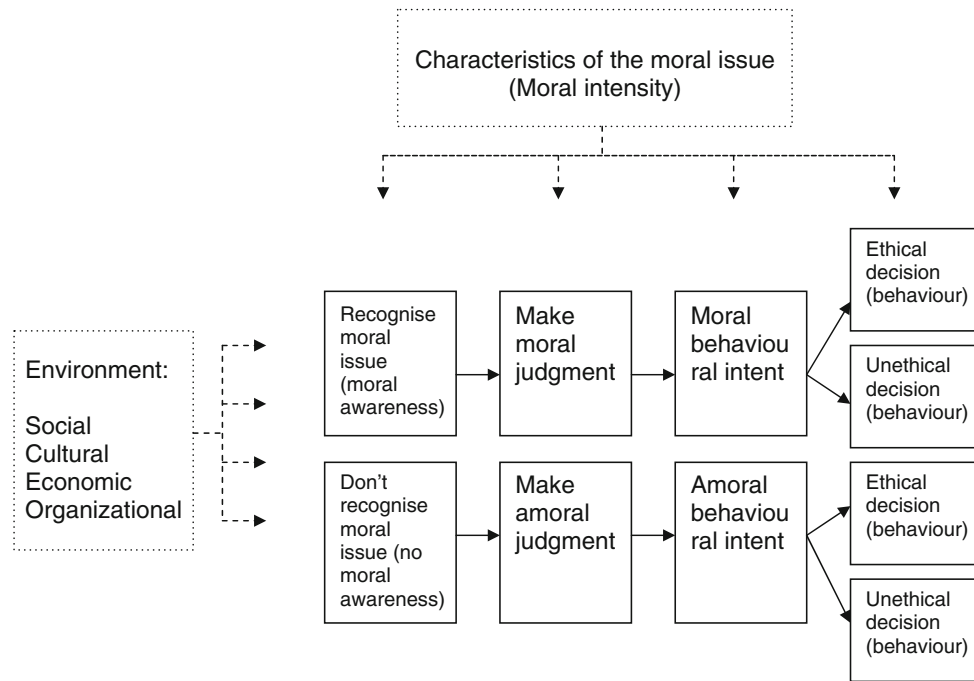 Characteristics of the moral issue
(Moral intensity)
Environment:
Social
Cultural
Economic
Organizational
Recognise
moral
issue
(moral
awareness)
Make
moral
judgment
Moral
behaviou
ral intent
Ethical
decision
(behaviour)
Unethical
decision
(behaviour)
Don't
recognise
moral
issue (no
moral
awareness)
Make
amoral
judgment
Amoral
behaviou
ral intent
Ethical
decision
(behaviour)
Unethical
decision
(behaviour)